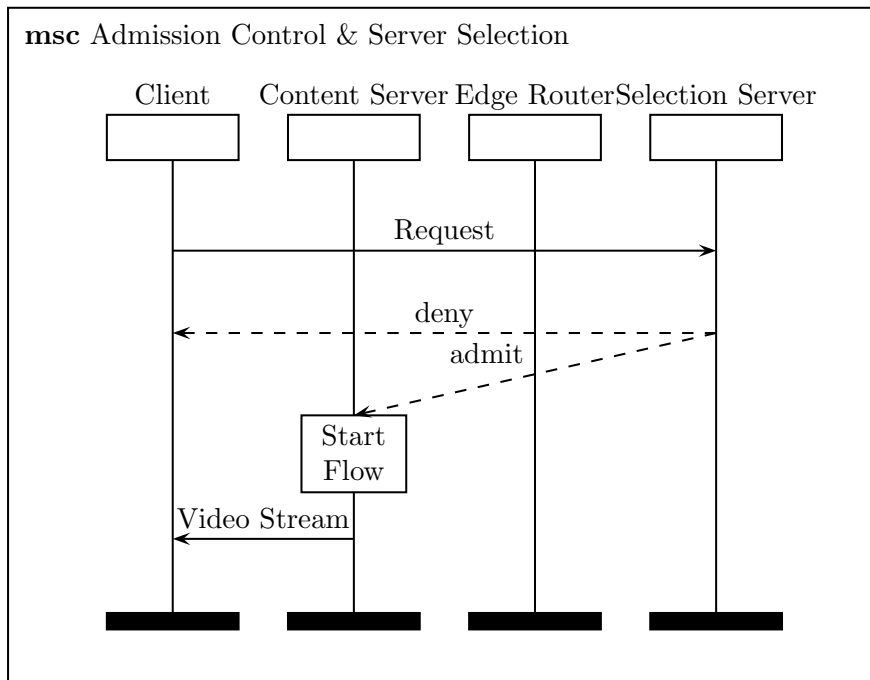 msc Admission Control & Server Selection
Client Content Server Edge Router Selection Server
Request
deny
admit
Start
Flow
Video Stream